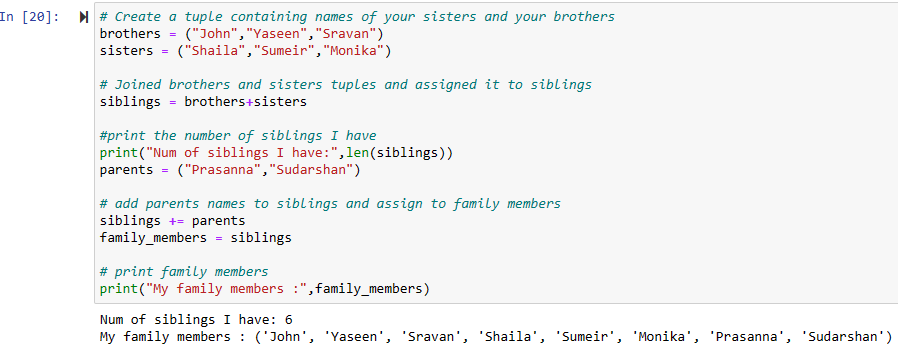 In [20]:
# Create a tuple containing names of your sisters and your brothers
brothers = ("John","Yaseen","Sravan")
sisters = ("Shaila","Sumeir","Monika")
# Joined brothers and sisters tuples and assigned it to siblings
siblings = brothers+sisters
#print the number of siblings I have
print("Num of siblings I have:",len(siblings))
parents = ("Prasanna","Sudarshan")
# add parents names to siblings and assign to family members
siblings += parents
family_members = siblings
# print family members
print("My family members :",family_members)
Num of siblings I have: 6
My family members : ('John', 'Yaseen', 'Sravan', 'Shaila', 'Sumeir', 'Monika', 'Prasanna', 'Sudarshan')